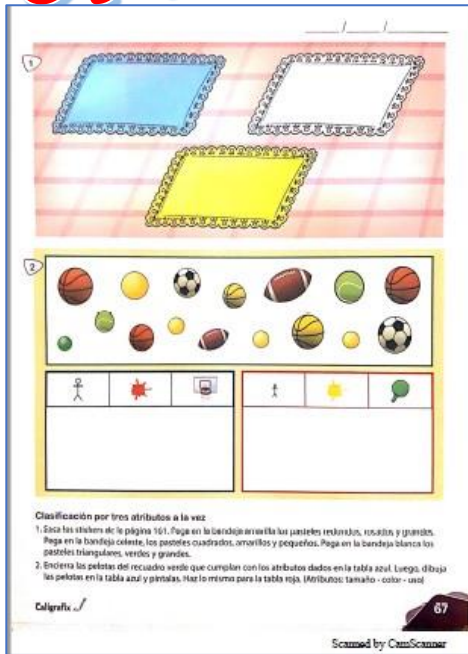 1
2
Clasificación por tres atributos a la vez
1. Saca los stickers de la página 161. Pega en la bandeja amarilla los pasteles redondos, rosados y grandes.
Pega en la bandeja celeste, los pasteles cuadrados, amarillos y pequeños. Pega en la bandeja blanca los
pasteles triangulares, verdes y grandes.
2. Encierra las pelotas del recuadro verde que cumplan con los atributos dados en la tabla azul. Luego, dibuja
las pelotas en la tabla azul y píntalas. Haz lo mismo para la tabla roja. (Atributos: tamaño - color - uso)
Caligrafix
67
Scanned by CamScanner